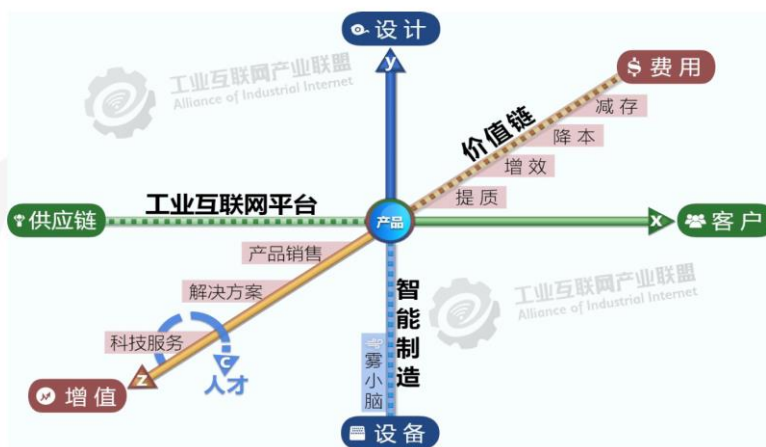 设计
y
工业互联网产业联盟
Alliance of Industrial Internet
$ 费用
减存
降本
价值链
增效
提质
供应链
工业互联网平台
产品
x
客户
产品销售
解决方案
科技服务
智能制造
工业互联网产业联盟
Alliance of Industrial Internet
雾小脑
C
人才
z
增值
设备